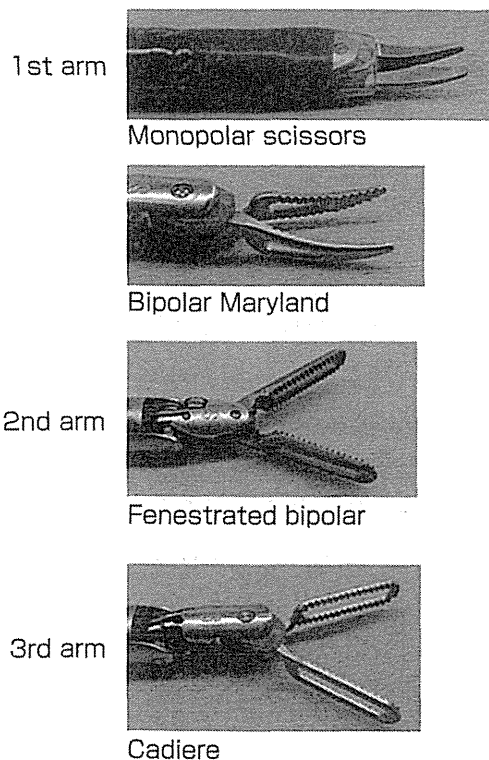 1st arm
Monopolar scissors
Bipolar Maryland
2nd arm
Fenestrated bipolar
3rd arm
Cadiere